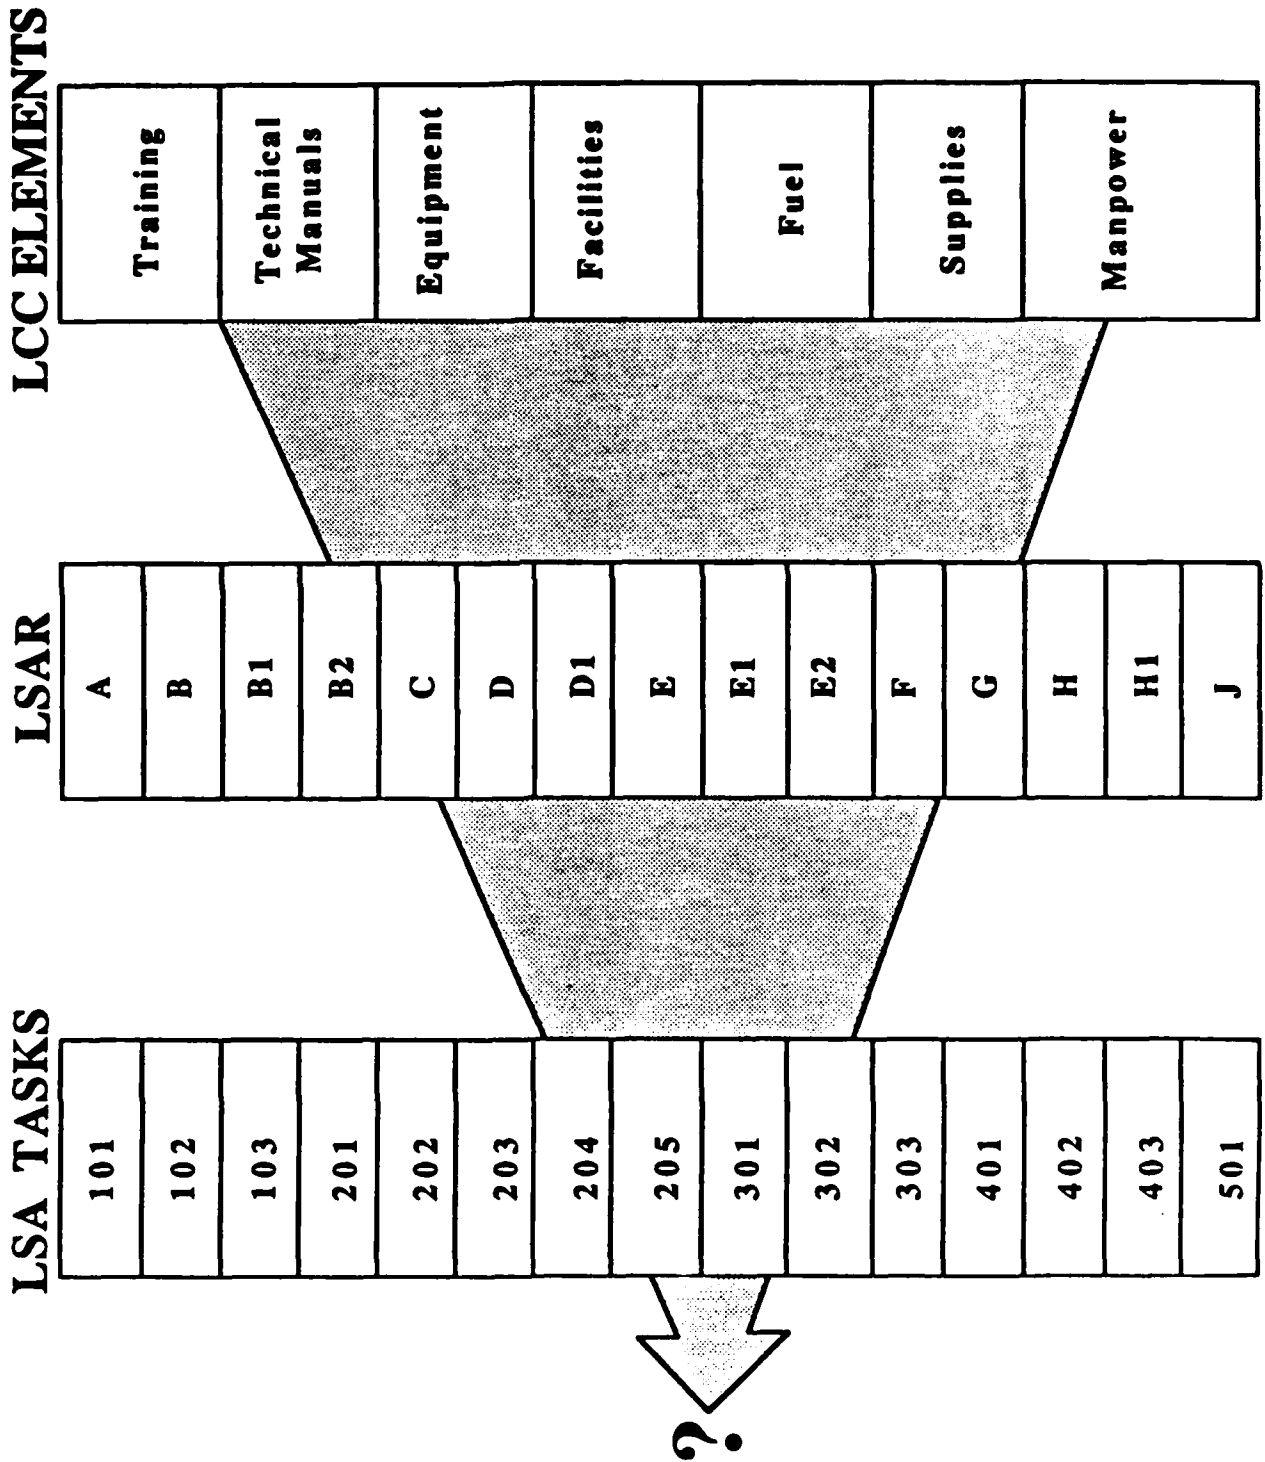 LSA TASKS
101
102
103
201
202
203
204
205
301
302
303
401
402
403
501
LSAR
A
B
B1
B2
C
D
D1
E
E1
E2
F
G
H
H1
J
LCC ELEMENTS
Training
Technical
Manuals
Equipment
Facilities
Fuel
Supplies
Manpower
?